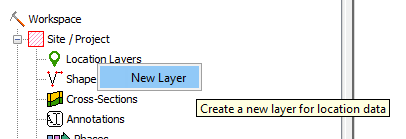 Workspace
Site / Project
Location Layers
Shape
New Layer
Cross-Sections
Create a new layer for location data
Annotations
Phases